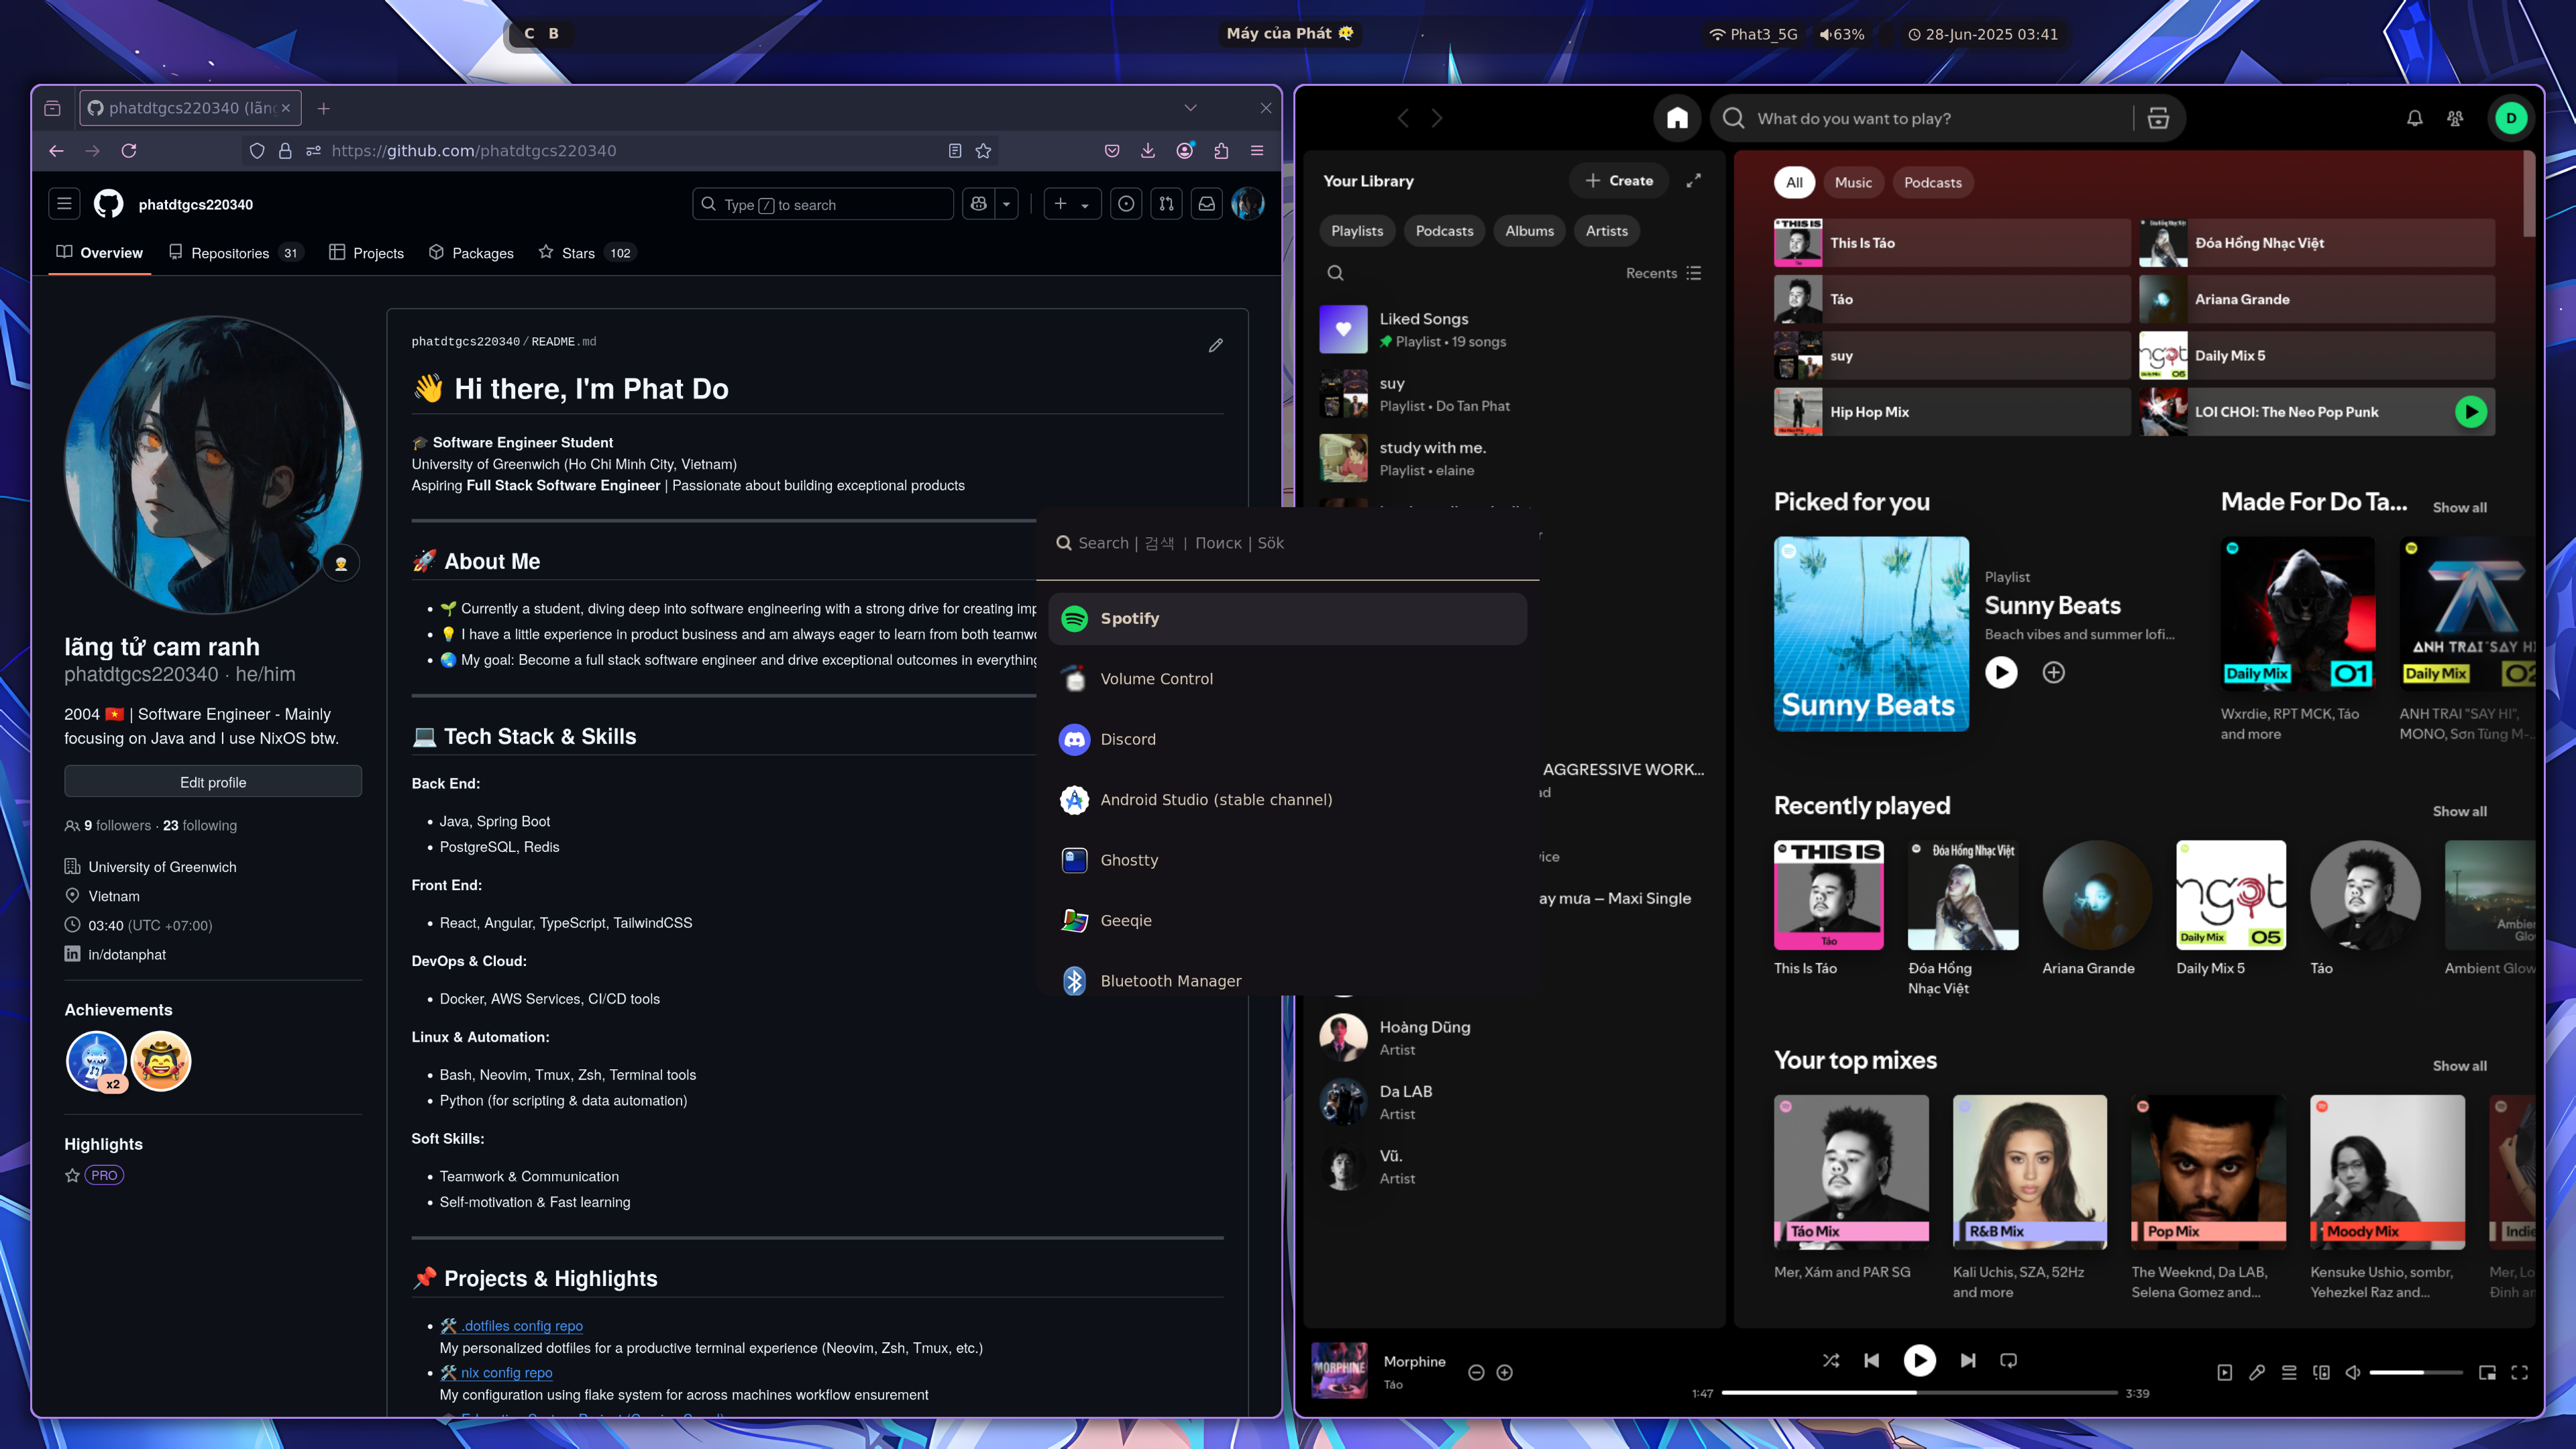 C B
Máy của Phát
Phat3_5G
63%
28-Jun-2025 03:41
phatdtgcs220340 (lãng
https://github.com/phatdtgcs220340
phatdtgcs220340
Type / to search
Overview
Repositories 31
Projects
Packages
Stars 102
lãng tử cam ranh
phatdtgcs220340 · he/him
2004 🇻🇳 | Software Engineer - Mainly
focusing on Java and I use NixOS btw.
Edit profile
9 followers · 23 following
University of Greenwich
Vietnam
03:40 (UTC +07:00)
in/dotanphat
Achievements
x2
Highlights
PRO
phatdtgcs220340/README.md
👋 Hi there, I'm Phat Do
🎓 Software Engineer Student
University of Greenwich (Ho Chi Minh City, Vietnam)
Aspiring Full Stack Software Engineer | Passionate about building exceptional products
🚀 About Me
• 🌱 Currently a student, diving deep into software engineering with a strong drive for creating
• 💡 I have a little experience in product business and am always eager to learn from both
• 🌏 My goal: Become a full stack software engineer and drive exceptional outcomes in everything
💻 Tech Stack & Skills
Back End:
• Java, Spring Boot
• PostgreSQL, Redis
Front End:
• React, Angular, TypeScript, TailwindCSS
DevOps & Cloud:
• Docker, AWS Services, CI/CD tools
Linux & Automation:
• Bash, Neovim, Tmux, Zsh, Terminal tools
• Python (for scripting & data automation)
Soft Skills:
• Teamwork & Communication
• Self-motivation & Fast learning
📌 Projects & Highlights
• 🛠 .dotfiles config repo
My personalized dotfiles for a productive terminal experience (Neovim, Zsh, Tmux, etc.)
• 🛠 nix config repo
My configuration using flake system for across machines workflow ensurement
Search | 검색 | Поиск | Sök
Spotify
Volume Control
Discord
Android Studio (stable channel)
Ghostty
Geeqie
Bluetooth Manager
What do you want to play?
D
Your Library
Create
Playlists
Podcasts
Albums
Artists
Recents
Liked Songs
Playlist • 19 songs
suy
Playlist • Do Tan Phat
study with me.
Playlist • elaine
AGGRESSIVE WORK...
ay mưa – Maxi Single
Hoàng Dũng
Artist
Da LAB
Artist
Vũ.
Artist
All
Music
Podcasts
THIS IS
This Is Táo
Đóa Hồng Nhạc Việt
Táo
Ariana Grande
suy
Daily Mix 5
Hip Hop Mix
LOI CHOI: The Neo Pop Punk
Picked for you
Sunny Beats
Playlist
Sunny Beats
Beach vibes and summer lofi...
Made For Do Ta...
Show all
Daily Mix 01
Wxrdie, RPT MCK, Táo
and more
ANH TRAI "SAY HI
Daily Mix 02
ANH TRAI "SAY HI",
MONO, Sơn Tùng M-...
Recently played
Show all
THIS IS
Táo
This Is Táo
Đóa Hồng Nhạc Việt
Đóa Hồng
Nhạc Việt
Ariana Grande
ngọt
Daily Mix 05
Daily Mix 5
Táo
Ambient Glow
Your top mixes
Show all
Táo Mix
Mer, Xám and PAR SG
R&B Mix
Kali Uchis, SZA, 52Hz
and more
Pop Mix
The Weeknd, Da LAB,
Selena Gomez and...
Moody Mix
Kensuke Ushio, sombr,
Yehezkel Raz and...
Indie
Mer, Lo
MORPHINE
Morphine
Táo
1:47
3:39